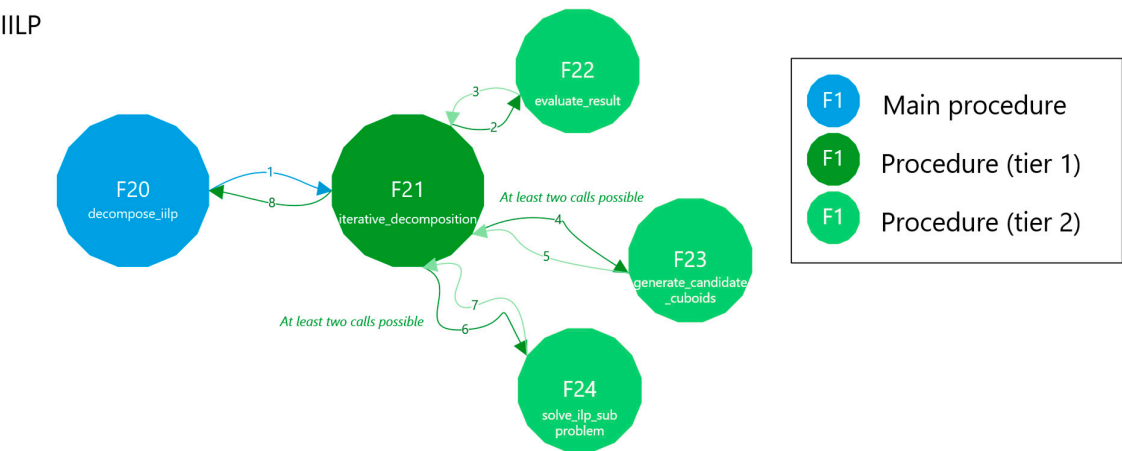 IILP
F22
evaluate_result
3
2
F20
decompose_iilp
1
8
F21
iterative_decomposition
At least two calls possible
4
5
F23
generate_candidate
_cuboids
At least two calls possible
7
6
F24
solve_ilp_sub
problem
F1 Main procedure
F1 Procedure (tier 1)
F1 Procedure (tier 2)